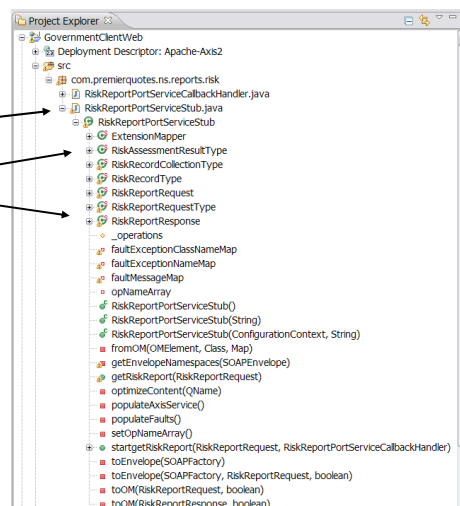 Project Explorer
GovernmentClientWeb
Deployment Descriptor: Apache-Axis2
src
com.premierquotes.ns.reports.risk
RiskReportPortServiceCallbackHandler.java
RiskReportPortServiceStub.java
RiskReportPortServiceStub
ExtensionMapper
RiskAssessmentResultType
RiskRecordCollectionType
RiskRecordType
RiskReportRequest
RiskReportRequestType
RiskReportResponse
_operations
faultExceptionClassNameMap
faultExceptionNameMap
faultMessageMap
opNameArray
RiskReportPortServiceStub()
RiskReportPortServiceStub(String)
RiskReportPortServiceStub(ConfigurationContext, String)
fromOM(OMElement, Class, Map)
getEnvelopeNamespaces(SOAPEnvelope)
getRiskReport(RiskReportRequest)
optimizeContent(QName)
populateAxisService()
populateFaults()
setOpNameArray()
startgetRiskReport(RiskReportRequest, RiskReportPortServiceCallbackHandler)
toEnvelope(SOAPFactory)
toEnvelope(SOAPFactory, RiskReportRequest, boolean)
toOM(RiskReportRequest, boolean)
toOM(RiskReportResponse, boolean)